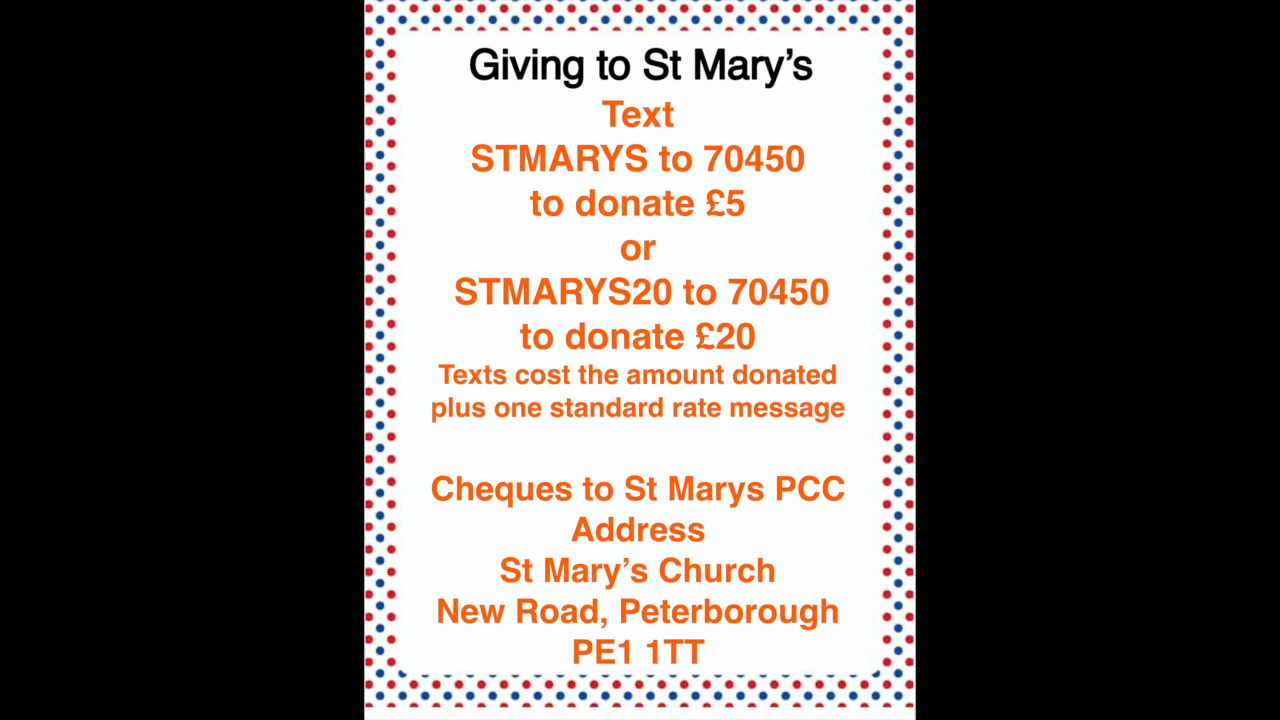 Giving to St Mary’s
Text
STMARYS to 70450
to donate £5
or
STMARYS20 to 70450
to donate £20
Texts cost the amount donated
plus one standard rate message
Cheques to St Marys PCC
Address
St Mary’s Church
New Road, Peterborough
PE1 1TT